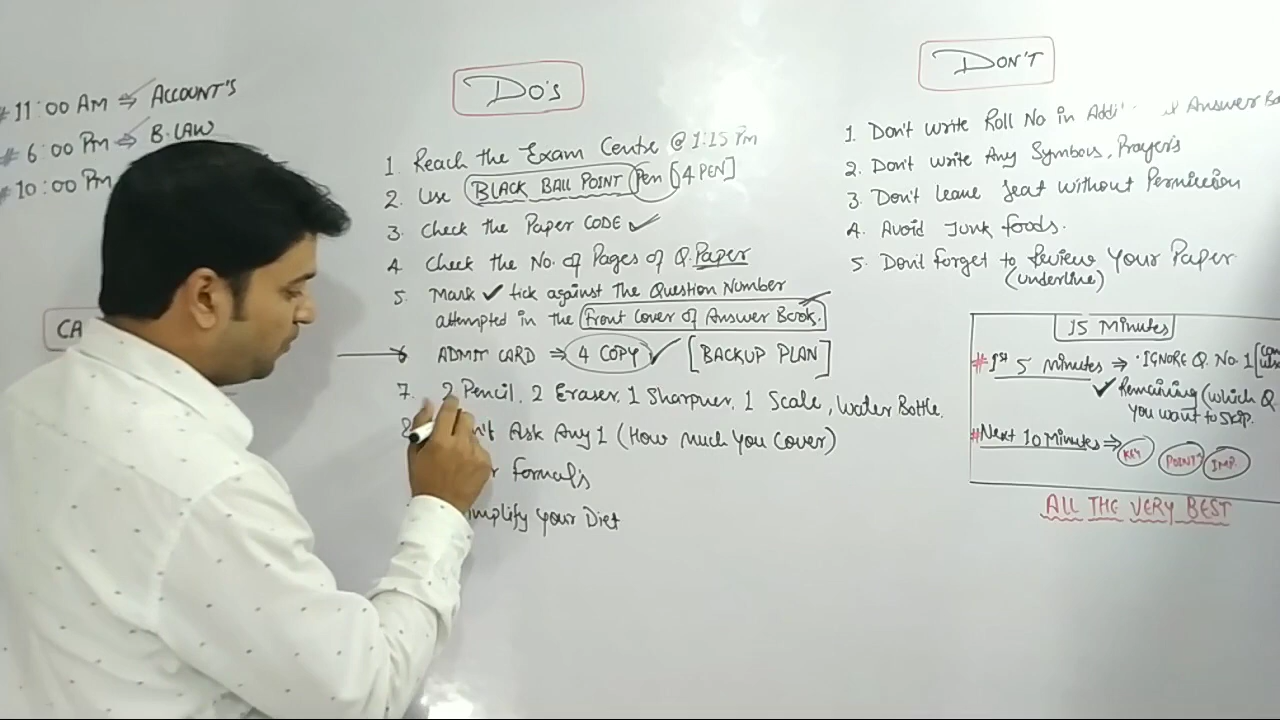 # 11:00 AM ⇒ ACCOUNT'S
# 6:00 Pm ⇒ B.LAW
# 10:00 Pm
CA
Do's
1. Reach the Exam Centre @ 1:15 Pm
2. Use BLACK BALL POINT Pen [4 PEN]
3. Check the Paper CODE ✓
4. Check the No. of Pages of Q. Paper
5. Mark ✓ tick against The Question Number
attempted in the front Cover of Answer Book.
6 ADMIT CARD ⇒ 4 COPY ✓ [BACKUP PLAN]
7. 2 Pencil, 2 Eraser, 1 Sharpner, 1 Scale, Water Bottle.
Ask Any 1 (How much You Cover)
formal's
Your Diet
DON'T
1. Don't write Roll No in Answer
2. Don't write Any Symbols, Prayer's
3. Don't leave Seat without Permission
4. Avoid Junk foods.
5. Don't forget to Review Your Paper
(underline)
15 Minutes
# 1st 5 minutes → IGNORE Q. No. 1
✓ Remaining (which Q
You want to skip.
# Next 10 Minutes ⇒ KEY POINTS IMP.
ALL THE VERY BEST